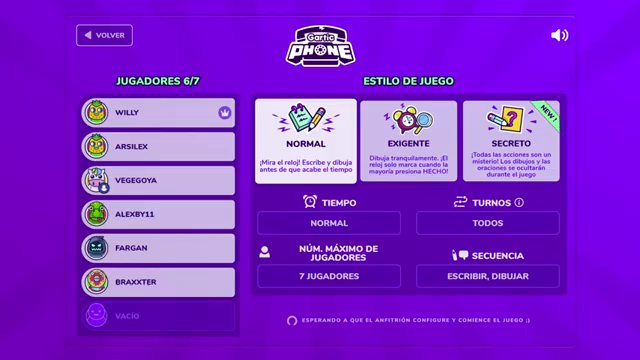 VOLVER
Gartic
PHONE
JUGADORES 6/7
WILLY
ARSILEX
VEGEGOYA
ALEXBY11
FARGAN
BRAXXTER
VACÍO
ESTILO DE JUEGO
NORMAL
¡Mira el reloj! Escribe y dibuja
antes de que acabe el tiempo
EXIGENTE
Dibuja tranquilamente. ¡El
reloj solo marca cuando la
mayoría presiona HECHO!
NEW!
SECRETO
¡Todas las acciones son un
misterio! Los dibujos y las
oraciones se ocultarán
durante el juego
TIEMPO
NORMAL
TURNOS
TODOS
NÚM. MÁXIMO DE
JUGADORES
7 JUGADORES
SECUENCIA
ESCRIBIR, DIBUJAR
ESPERANDO A QUE EL ANFITRIÓN CONFIGURE Y COMIENCE EL JUEGO ;)